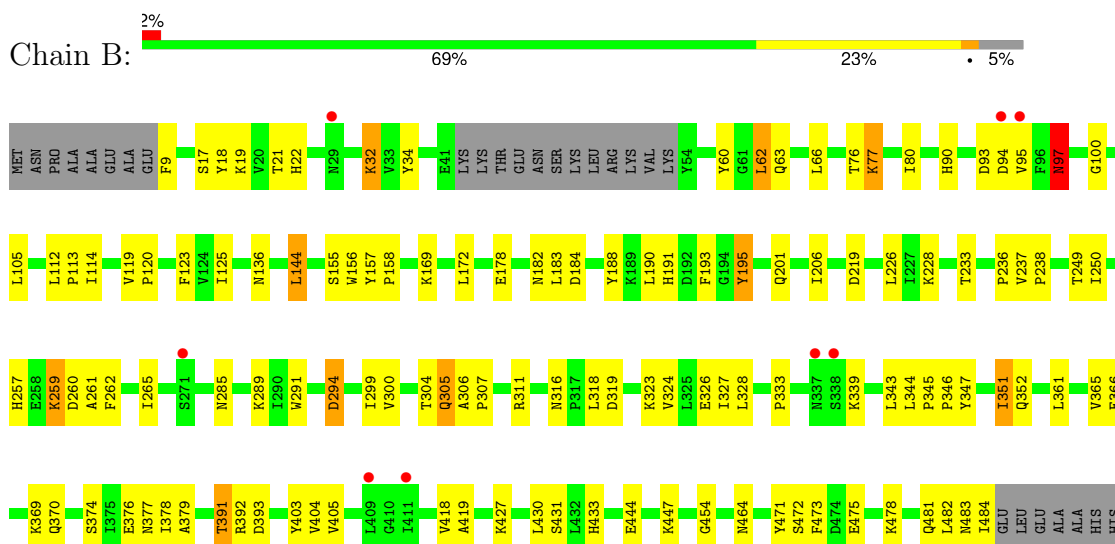 2%
Chain B:
69% 23% • 5%
MET ASN PRO ALA ALA GLU ALA GLU F9 S17 Y18 K19 V20 T21 H22 N29 K32 V33 Y34 E41 LYS LYS THR GLU ASN SER LYS LEU ARG LYS VAL LYS Y54 Y60 G61 L62 Q63 L66 T76 K77 I80 H90 D93 D94 V95 F96 N97 G100
L105 L112 P113 I114 V119 P120 F123 V124 I125 N136 L144 S155 W156 Y157 P158 K169 L172 E178 N182 L183 D184 Y188 K189 L190 H191 D192 F193 G194 Y195 Q201 I206 D219 L226 I227 K228 T233 P236 V237 P238 T249 I250
H257 E258 K259 D260 A261 F262 I265 S271 N285 K289 I290 W291 D294 I299 V300 T304 Q305 A306 P307 R311 N316 P317 L318 D319 K323 V324 L325 E326 I327 L328 P333 N337 S338 K339 L343 L344 P345 P346 Y347 I351 Q352 L361 V365 E366
K369 Q370 S374 I375 E376 N377 I378 A379 T391 R392 D393 Y403 V404 V405 L409 G410 I411 V418 A419 K427 L430 S431 L432 H433 E444 K447 G454 N464 Y471 S472 F473 D474 E475 K478 Q481 L482 N483 I484 GLU LEU GLU ALA ALA HIS HIS